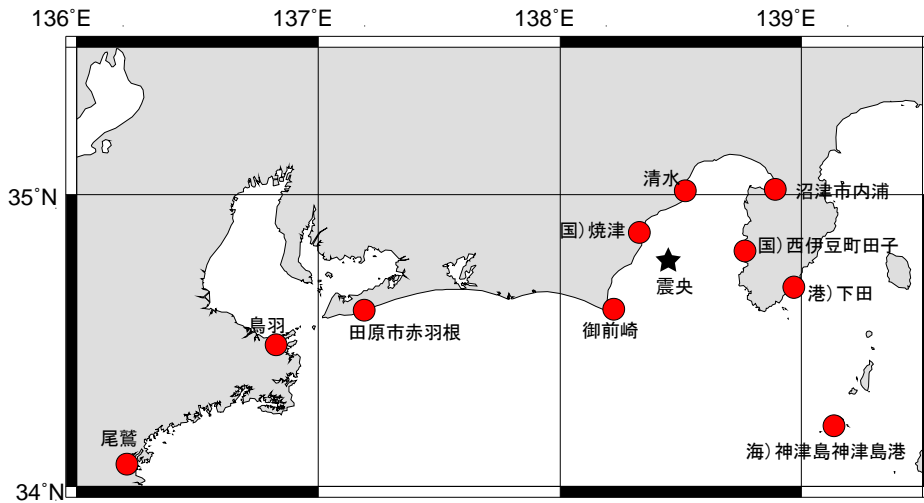 136°E
137°E
138°E
139°E
清水
35°N
沼津市内浦
国）焼津
国）西伊豆町田子
震央
港）下田
鳥羽
田原市赤羽根
御前崎
尾鷲
海）神津島神津島港
34°N